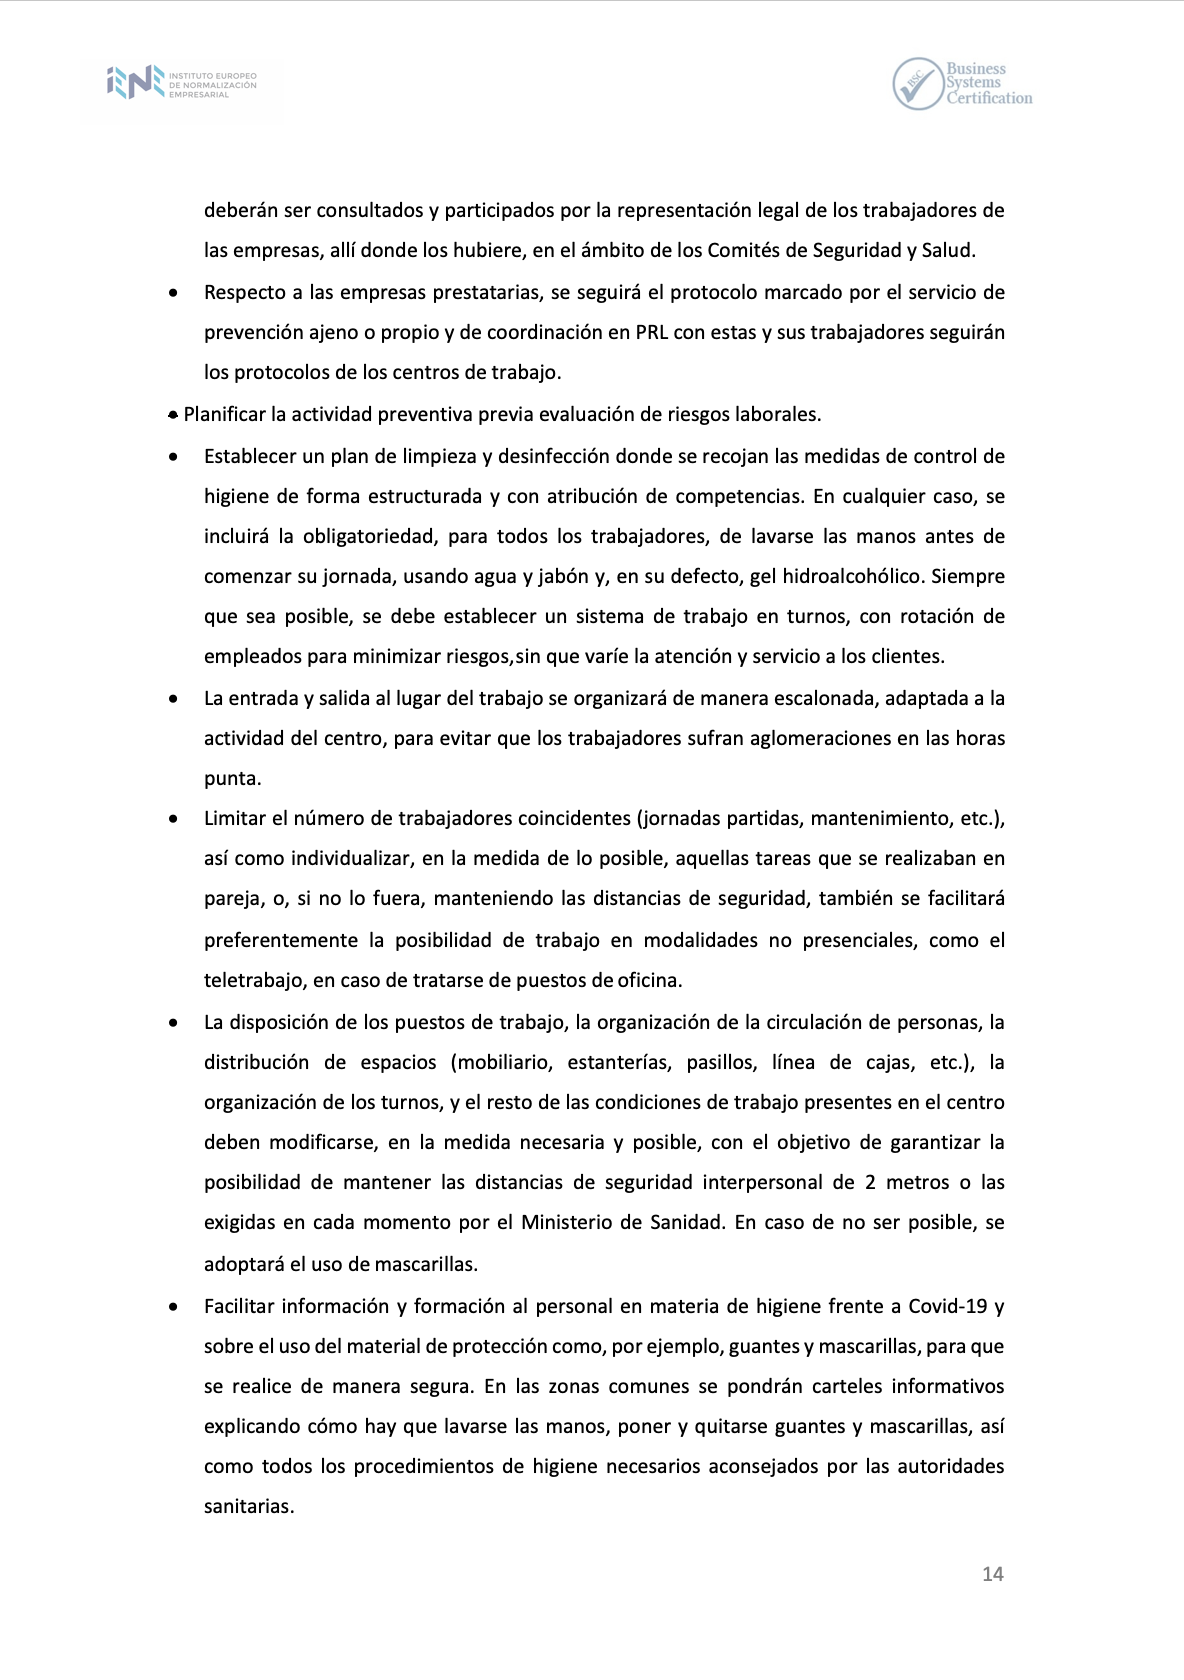 iENE INSTITUTO EUROPEO
DE NORMALIZACIÓN
EMPRESARIAL
BSC
Business
Systems
Certification
deberán ser consultados y participados por la representación legal de los trabajadores de
las empresas, allí donde los hubiere, en el ámbito de los Comités de Seguridad y Salud.
• Respecto a las empresas prestatarias, se seguirá el protocolo marcado por el servicio de
prevención ajeno o propio y de coordinación en PRL con estas y sus trabajadores seguirán
los protocolos de los centros de trabajo.
• Planificar la actividad preventiva previa evaluación de riesgos laborales.
• Establecer un plan de limpieza y desinfección donde se recojan las medidas de control de
higiene de forma estructurada y con atribución de competencias. En cualquier caso, se
incluirá la obligatoriedad, para todos los trabajadores, de lavarse las manos antes de
comenzar su jornada, usando agua y jabón y, en su defecto, gel hidroalcohólico. Siempre
que sea posible, se debe establecer un sistema de trabajo en turnos, con rotación de
empleados para minimizar riesgos,sin que varíe la atención y servicio a los clientes.
• La entrada y salida al lugar del trabajo se organizará de manera escalonada, adaptada a la
actividad del centro, para evitar que los trabajadores sufran aglomeraciones en las horas
punta.
• Limitar el número de trabajadores coincidentes (jornadas partidas, mantenimiento, etc.),
así como individualizar, en la medida de lo posible, aquellas tareas que se realizaban en
pareja, o, si no lo fuera, manteniendo las distancias de seguridad, también se facilitará
preferentemente la posibilidad de trabajo en modalidades no presenciales, como el
teletrabajo, en caso de tratarse de puestos de oficina.
• La disposición de los puestos de trabajo, la organización de la circulación de personas, la
distribución de espacios (mobiliario, estanterías, pasillos, línea de cajas, etc.), la
organización de los turnos, y el resto de las condiciones de trabajo presentes en el centro
deben modificarse, en la medida necesaria y posible, con el objetivo de garantizar la
posibilidad de mantener las distancias de seguridad interpersonal de 2 metros o las
exigidas en cada momento por el Ministerio de Sanidad. En caso de no ser posible, se
adoptará el uso de mascarillas.
• Facilitar información y formación al personal en materia de higiene frente a Covid-19 y
sobre el uso del material de protección como, por ejemplo, guantes y mascarillas, para que
se realice de manera segura. En las zonas comunes se pondrán carteles informativos
explicando cómo hay que lavarse las manos, poner y quitarse guantes y mascarillas, así
como todos los procedimientos de higiene necesarios aconsejados por las autoridades
sanitarias.
14